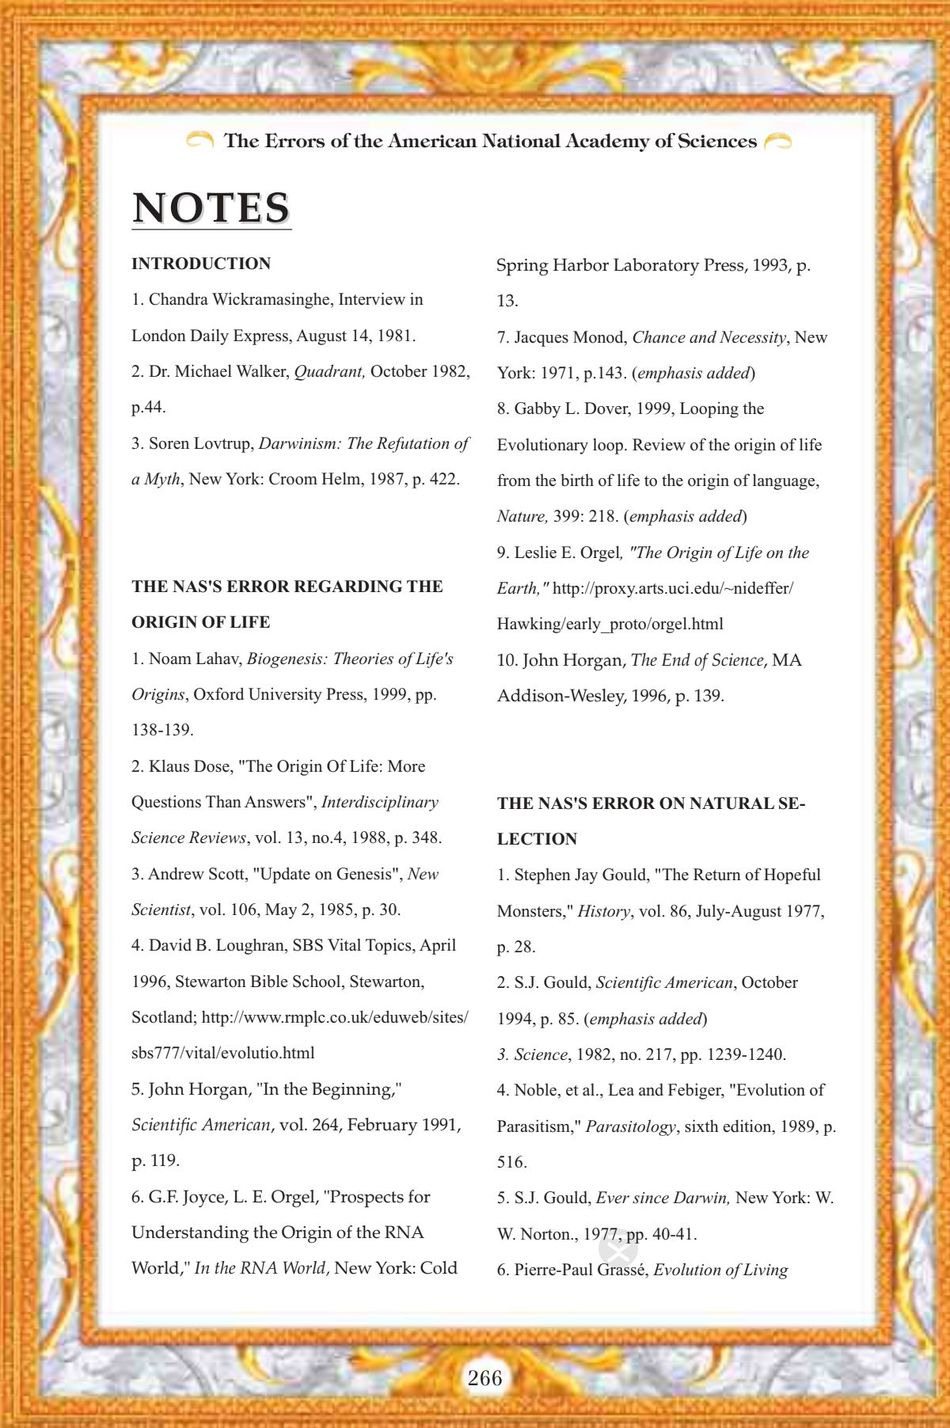 The Errors of the American National Academy of Sciences
NOTES
INTRODUCTION
1. Chandra Wickramasinghe, Interview in
London Daily Express, August 14, 1981.
2. Dr. Michael Walker, Quadrant, October 1982,
p.44.
3. Soren Lovtrup, Darwinism: The Refutation of
a Myth, New York: Croom Helm, 1987, p. 422.
THE NAS'S ERROR REGARDING THE
ORIGIN OF LIFE
1. Noam Lahav, Biogenesis: Theories of Life's
Origins, Oxford University Press, 1999, pp.
138-139.
2. Klaus Dose, "The Origin Of Life: More
Questions Than Answers", Interdisciplinary
Science Reviews, vol. 13, no.4, 1988, p. 348.
3. Andrew Scott, "Update on Genesis", New
Scientist, vol. 106, May 2, 1985, p. 30.
4. David B. Loughran, SBS Vital Topics, April
1996, Stewarton Bible School, Stewarton,
Scotland; http://www.rmplc.co.uk/eduweb/sites/
sbs777/vital/evolutio.html
5. John Horgan, "In the Beginning,"
Scientific American, vol. 264, February 1991,
p. 119.
6. G.F. Joyce, L. E. Orgel, "Prospects for
Understanding the Origin of the RNA
World," In the RNA World, New York: Cold
Spring Harbor Laboratory Press, 1993, p.
13.
7. Jacques Monod, Chance and Necessity, New
York: 1971, p.143. (emphasis added)
8. Gabby L. Dover, 1999, Looping the
Evolutionary loop. Review of the origin of life
from the birth of life to the origin of language,
Nature, 399: 218. (emphasis added)
9. Leslie E. Orgel, "The Origin of Life on the
Earth," http://proxy.arts.uci.edu/~nideffer/
Hawking/early_proto/orgel.html
10. John Horgan, The End of Science, MA
Addison-Wesley, 1996, p. 139.
THE NAS'S ERROR ON NATURAL SE-
LECTION
1. Stephen Jay Gould, "The Return of Hopeful
Monsters," History, vol. 86, July-August 1977,
p. 28.
2. S.J. Gould, Scientific American, October
1994, p. 85. (emphasis added)
3. Science, 1982, no. 217, pp. 1239-1240.
4. Noble, et al., Lea and Febiger, "Evolution of
Parasitism," Parasitology, sixth edition, 1989, p.
516.
5. S.J. Gould, Ever since Darwin, New York: W.
W. Norton., 1977, pp. 40-41.
6. Pierre-Paul Grassé, Evolution of Living
266